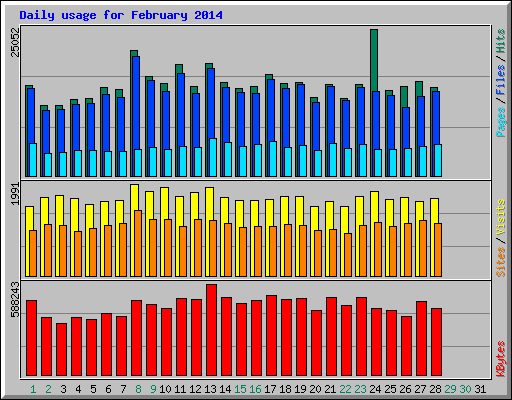 Daily usage for February 2014
25052
Pages / Files / Hits
1991
Sites / Visits
588243
KBytes
1 2 3 4 5 6 7 8 9 10 11 12 13 14 15 16 17 18 19 20 21 22 23 24 25 26 27 28 29 30 31